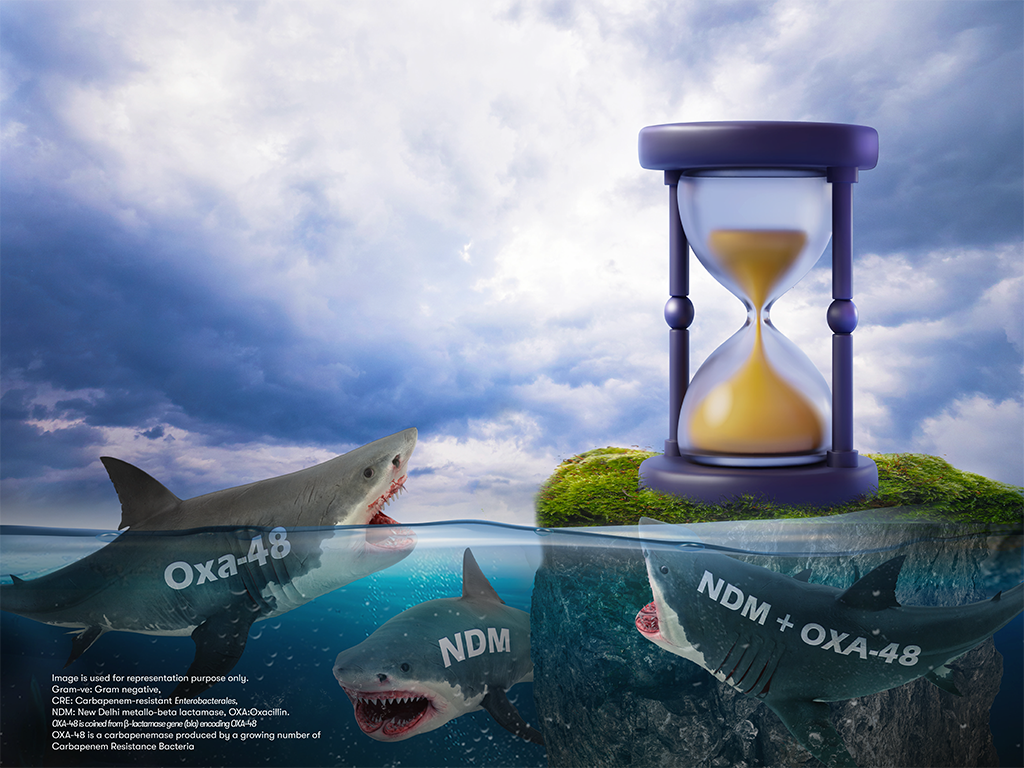 Oxa-48
NDM
NDM + OXA-48
Image is used for representation purpose only.
Gram-ve: Gram negative,
CRE: Carbapenem-resistant Enterobacterales,
NDM: New Delhi metallo-beta lactamase, OXA:Oxacillin.
OXA-48 is coined from β-lactamase gene (bla) encoding OXA-48
OXA-48 is a carbapenemase produced by a growing number of
Carbapenem Resistance Bacteria